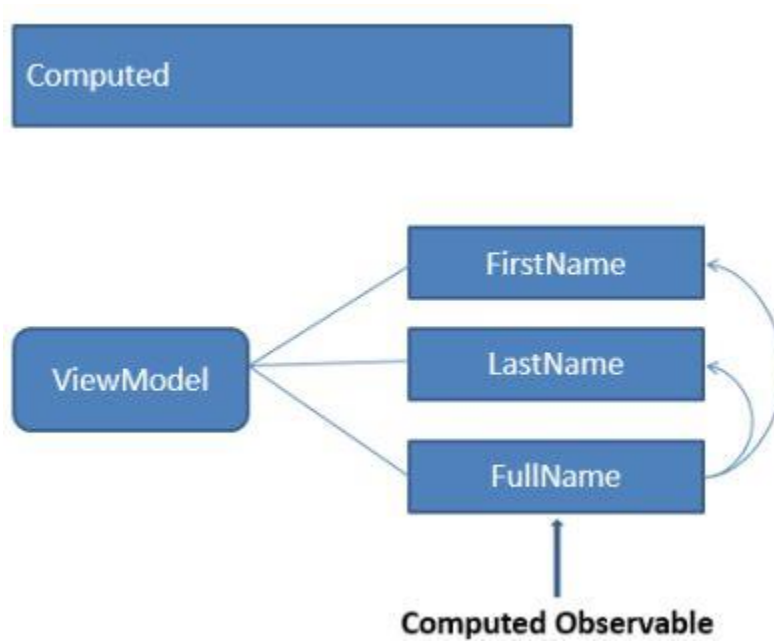 Computed
FirstName
ViewModel
LastName
FullName
Computed Observable